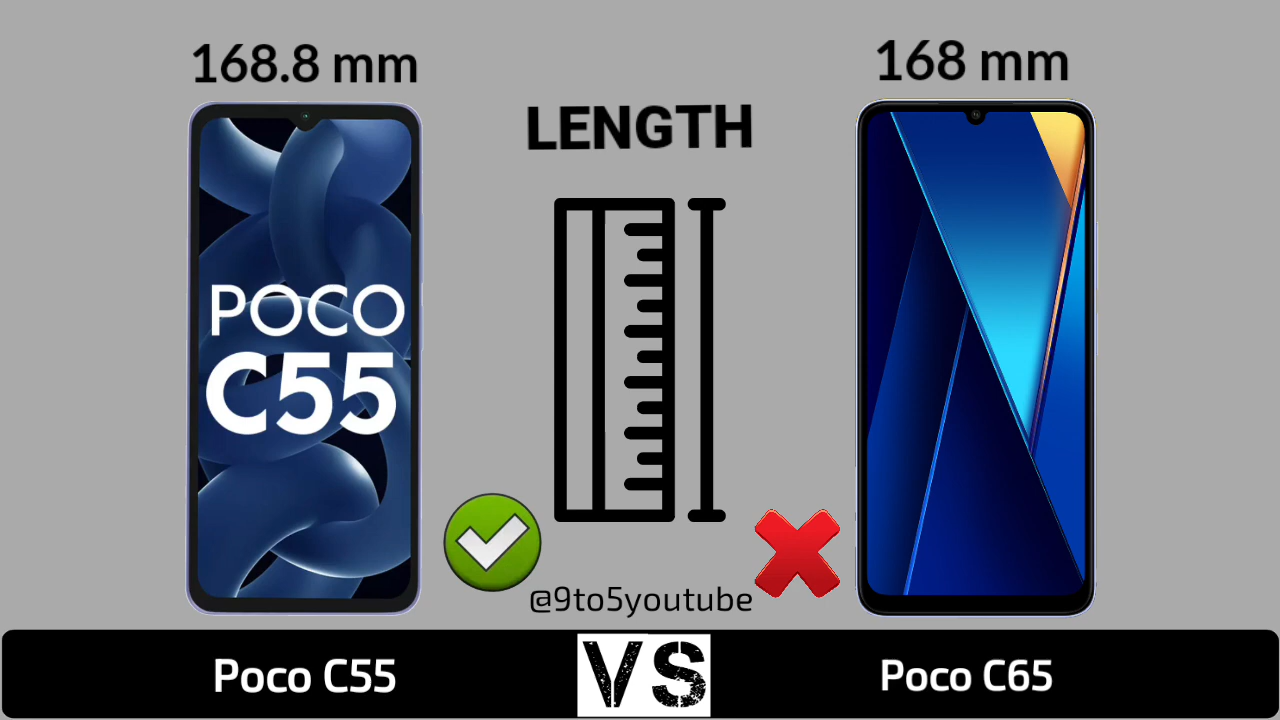 168.8 mm
168 mm
LENGTH
POCO
C55
@9to5youtube
Poco C55
VS
Poco C65